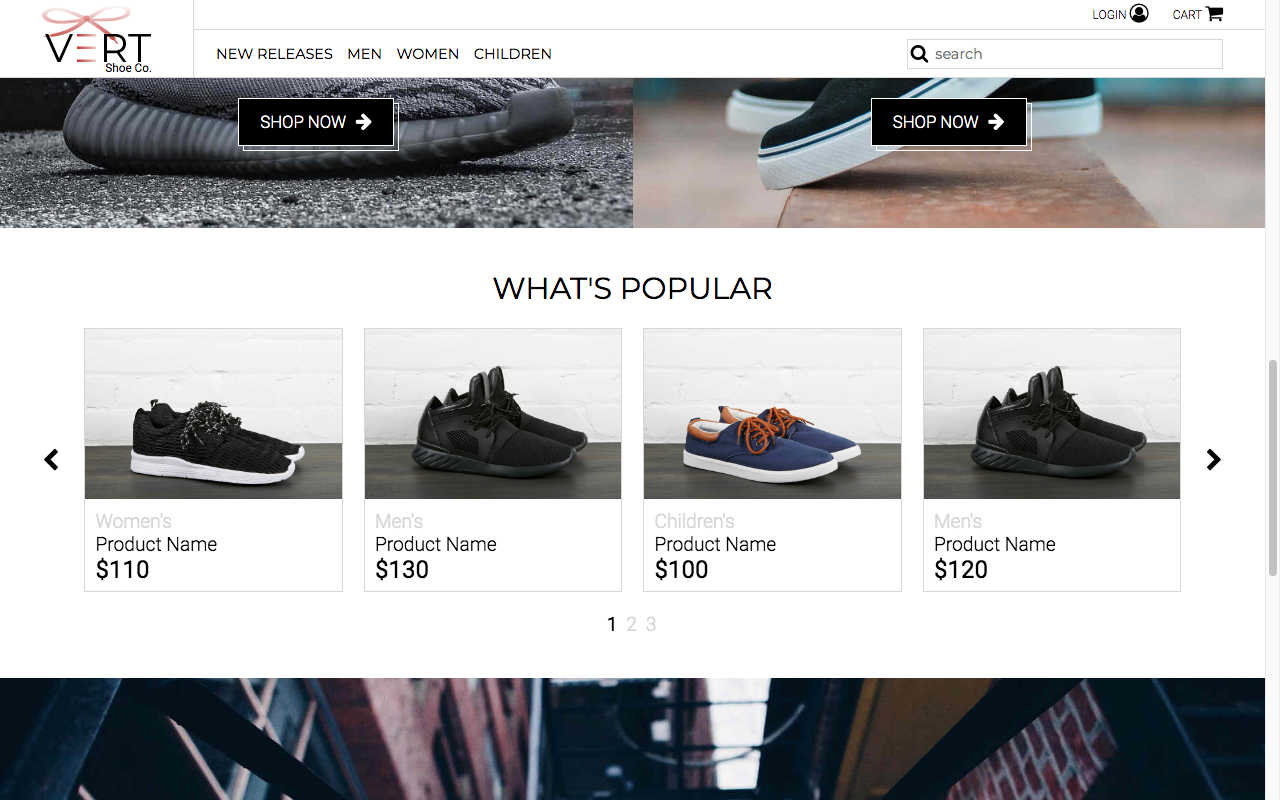 LOGIN
CART
VERT
Shoe Co.
NEW RELEASES MEN WOMEN CHILDREN
search
SHOP NOW
SHOP NOW
WHAT'S POPULAR
Women's
Product Name
$110
Men's
Product Name
$130
Children's
Product Name
$100
Men's
Product Name
$120
1 2 3